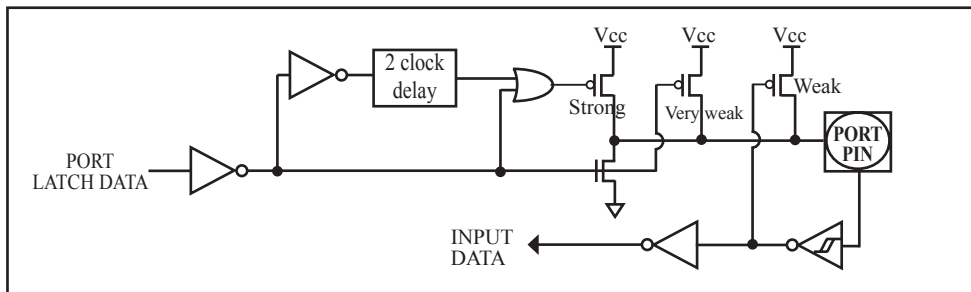 Vcc
Vcc
Vcc
2 clock
delay
Strong
Very weak
Weak
PORT
PIN
PORT
LATCH DATA
INPUT
DATA